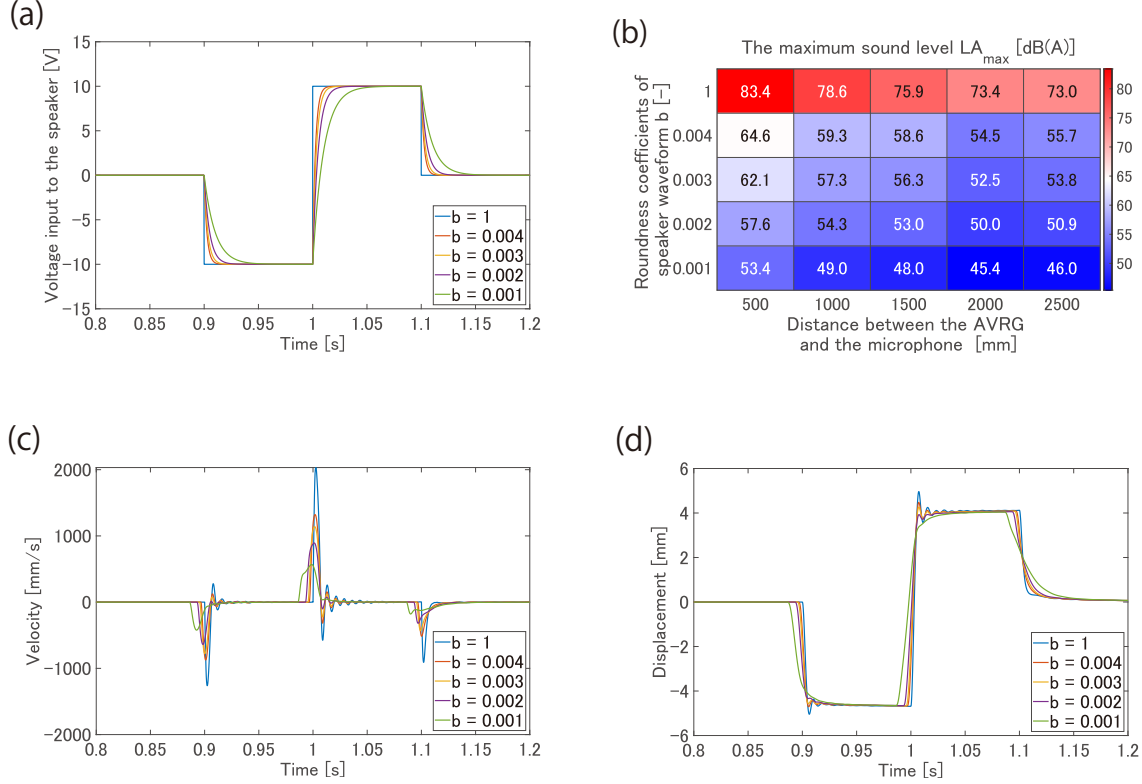 (a)
Voltage input to the speaker [V]
15
10
5
0
−5
−10
−15
0.8
0.85
0.9
0.95
1
1.05
1.1
1.15
1.2
Time [s]
b = 1
b = 0.004
b = 0.003
b = 0.002
b = 0.001
(b)
The maximum sound level LAmax [dB(A)]
Roundness coefficients of
speaker waveform b [-]
1 83.4 78.6 75.9 73.4 73.0
0.004 64.6 59.3 58.6 54.5 55.7
0.003 62.1 57.3 56.3 52.5 53.8
0.002 57.6 54.3 53.0 50.0 50.9
0.001 53.4 49.0 48.0 45.4 46.0
500 1000 1500 2000 2500
Distance between the AVRG
and the microphone [mm]
80
75
70
65
60
55
50
(c)
Velocity [mm/s]
2000
1000
0
-1000
-2000
0.8
0.85
0.9
0.95
1
1.05
1.1
1.15
1.2
Time [s]
b = 1
b = 0.004
b = 0.003
b = 0.002
b = 0.001
(d)
Displacement [mm]
6
4
2
0
-2
-4
-6
0.8
0.85
0.9
0.95
1
1.05
1.1
1.15
1.2
Time [s]
b = 1
b = 0.004
b = 0.003
b = 0.002
b = 0.001